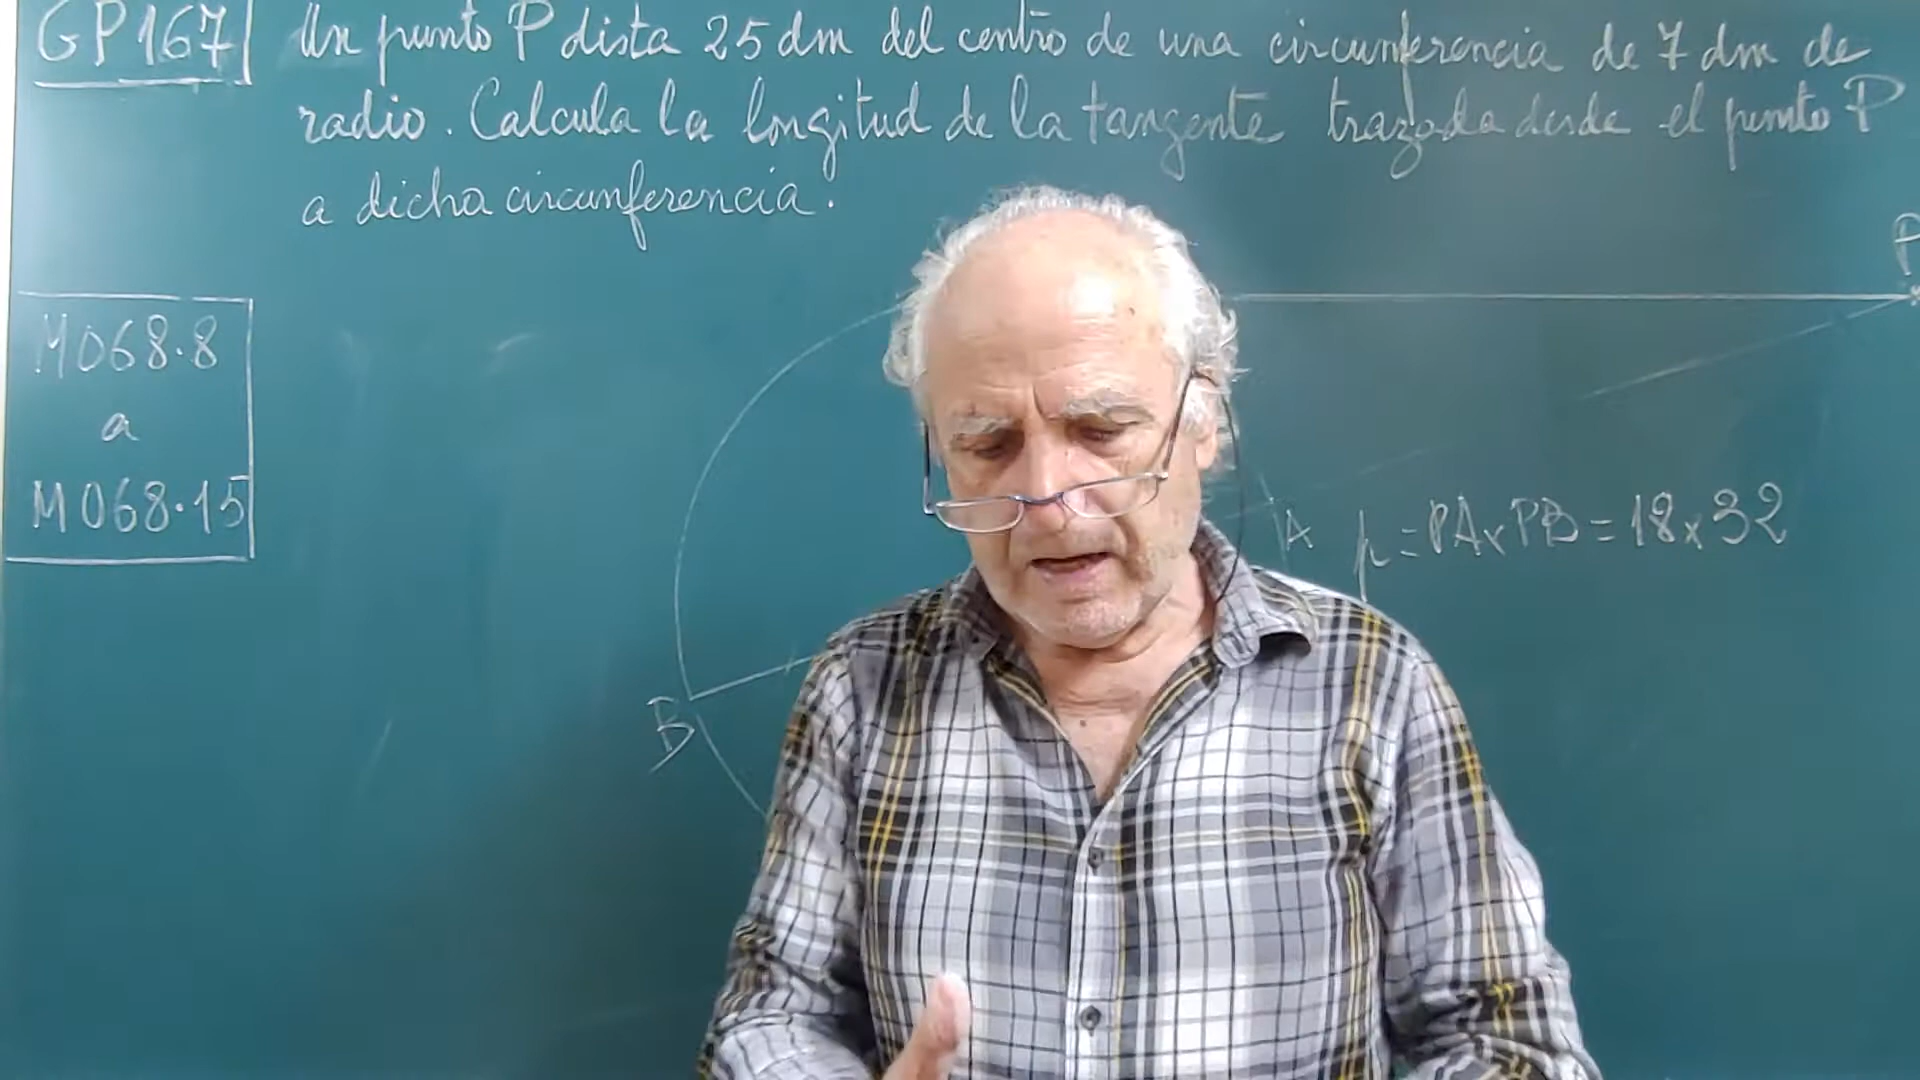 GP167
Un punto P dista 25 dm del centro de una circunferencia de 7 dm de
radio. Calcula la longitud de la tangente trazada desde el punto P
a dicha circunferencia.
P
M068.8
a
M068.15
A
p = PA x PB = 18 x 32
B